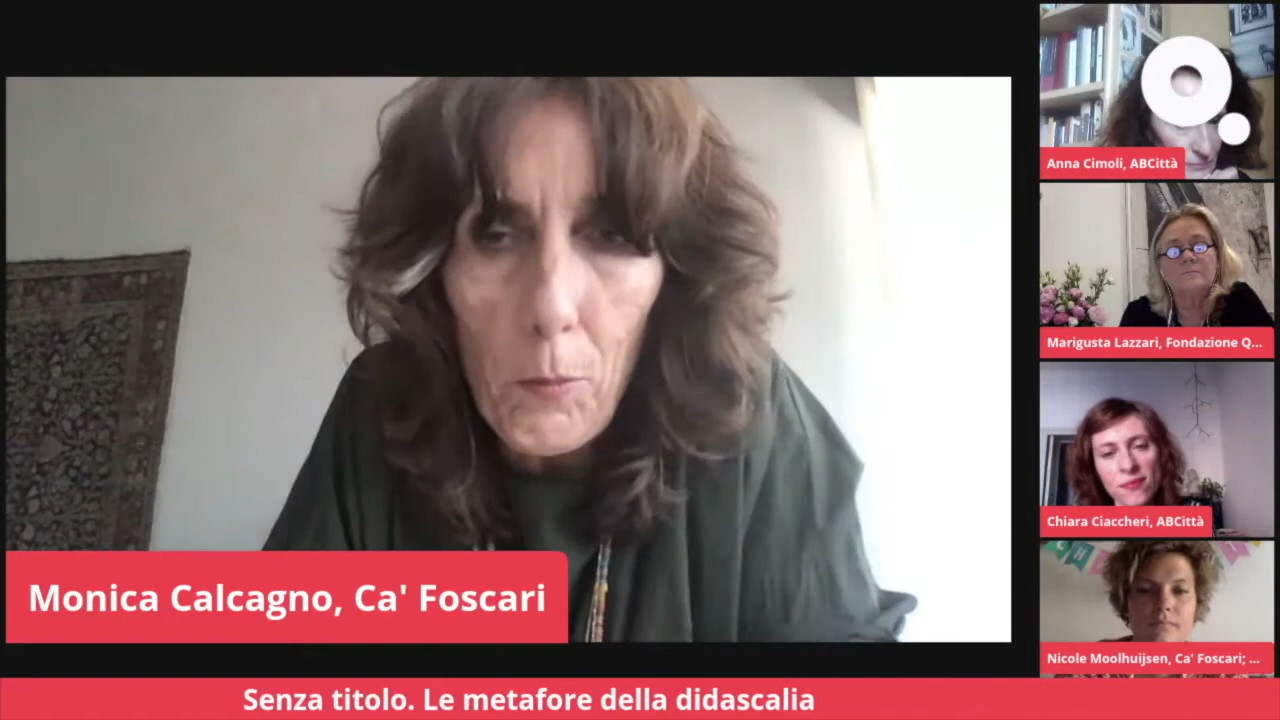 Anna Cimoli, ABCittà
Marigusta Lazzari, Fondazione Q...
Chiara Ciaccheri, ABCittà
Monica Calcagno, Ca' Foscari
Nicole Moolhuijsen, Ca' Foscari; ...
Senza titolo. Le metafore della didascalia